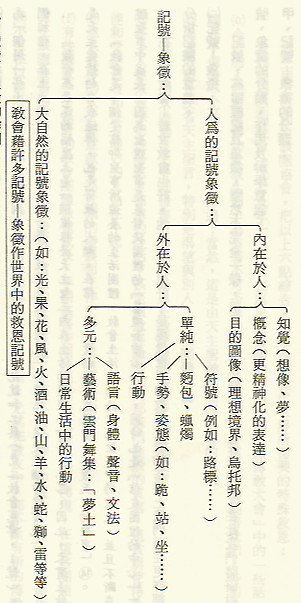 記號—象徵…
人為的記號象徵…
內在於人…
知覺（想像、夢……）
概念（更精神化的表達）
目的圖像（理想境界、烏托邦）
外在於人…
單純…
符號（例如：路標……）
麪包、蠟燭
手勢、姿態（如：跪、站、坐……）
行動
多元…
語言（身體、聲音、文法）
藝術（雲門舞集：「夢土」）
日常生活中的行動
大自然的記號象徵：（如：光、果、花、風、火、酒、油、山、羊、水、蛇、獅、雷等等）
教會藉許多記號—象徵作世界中的救恩記號